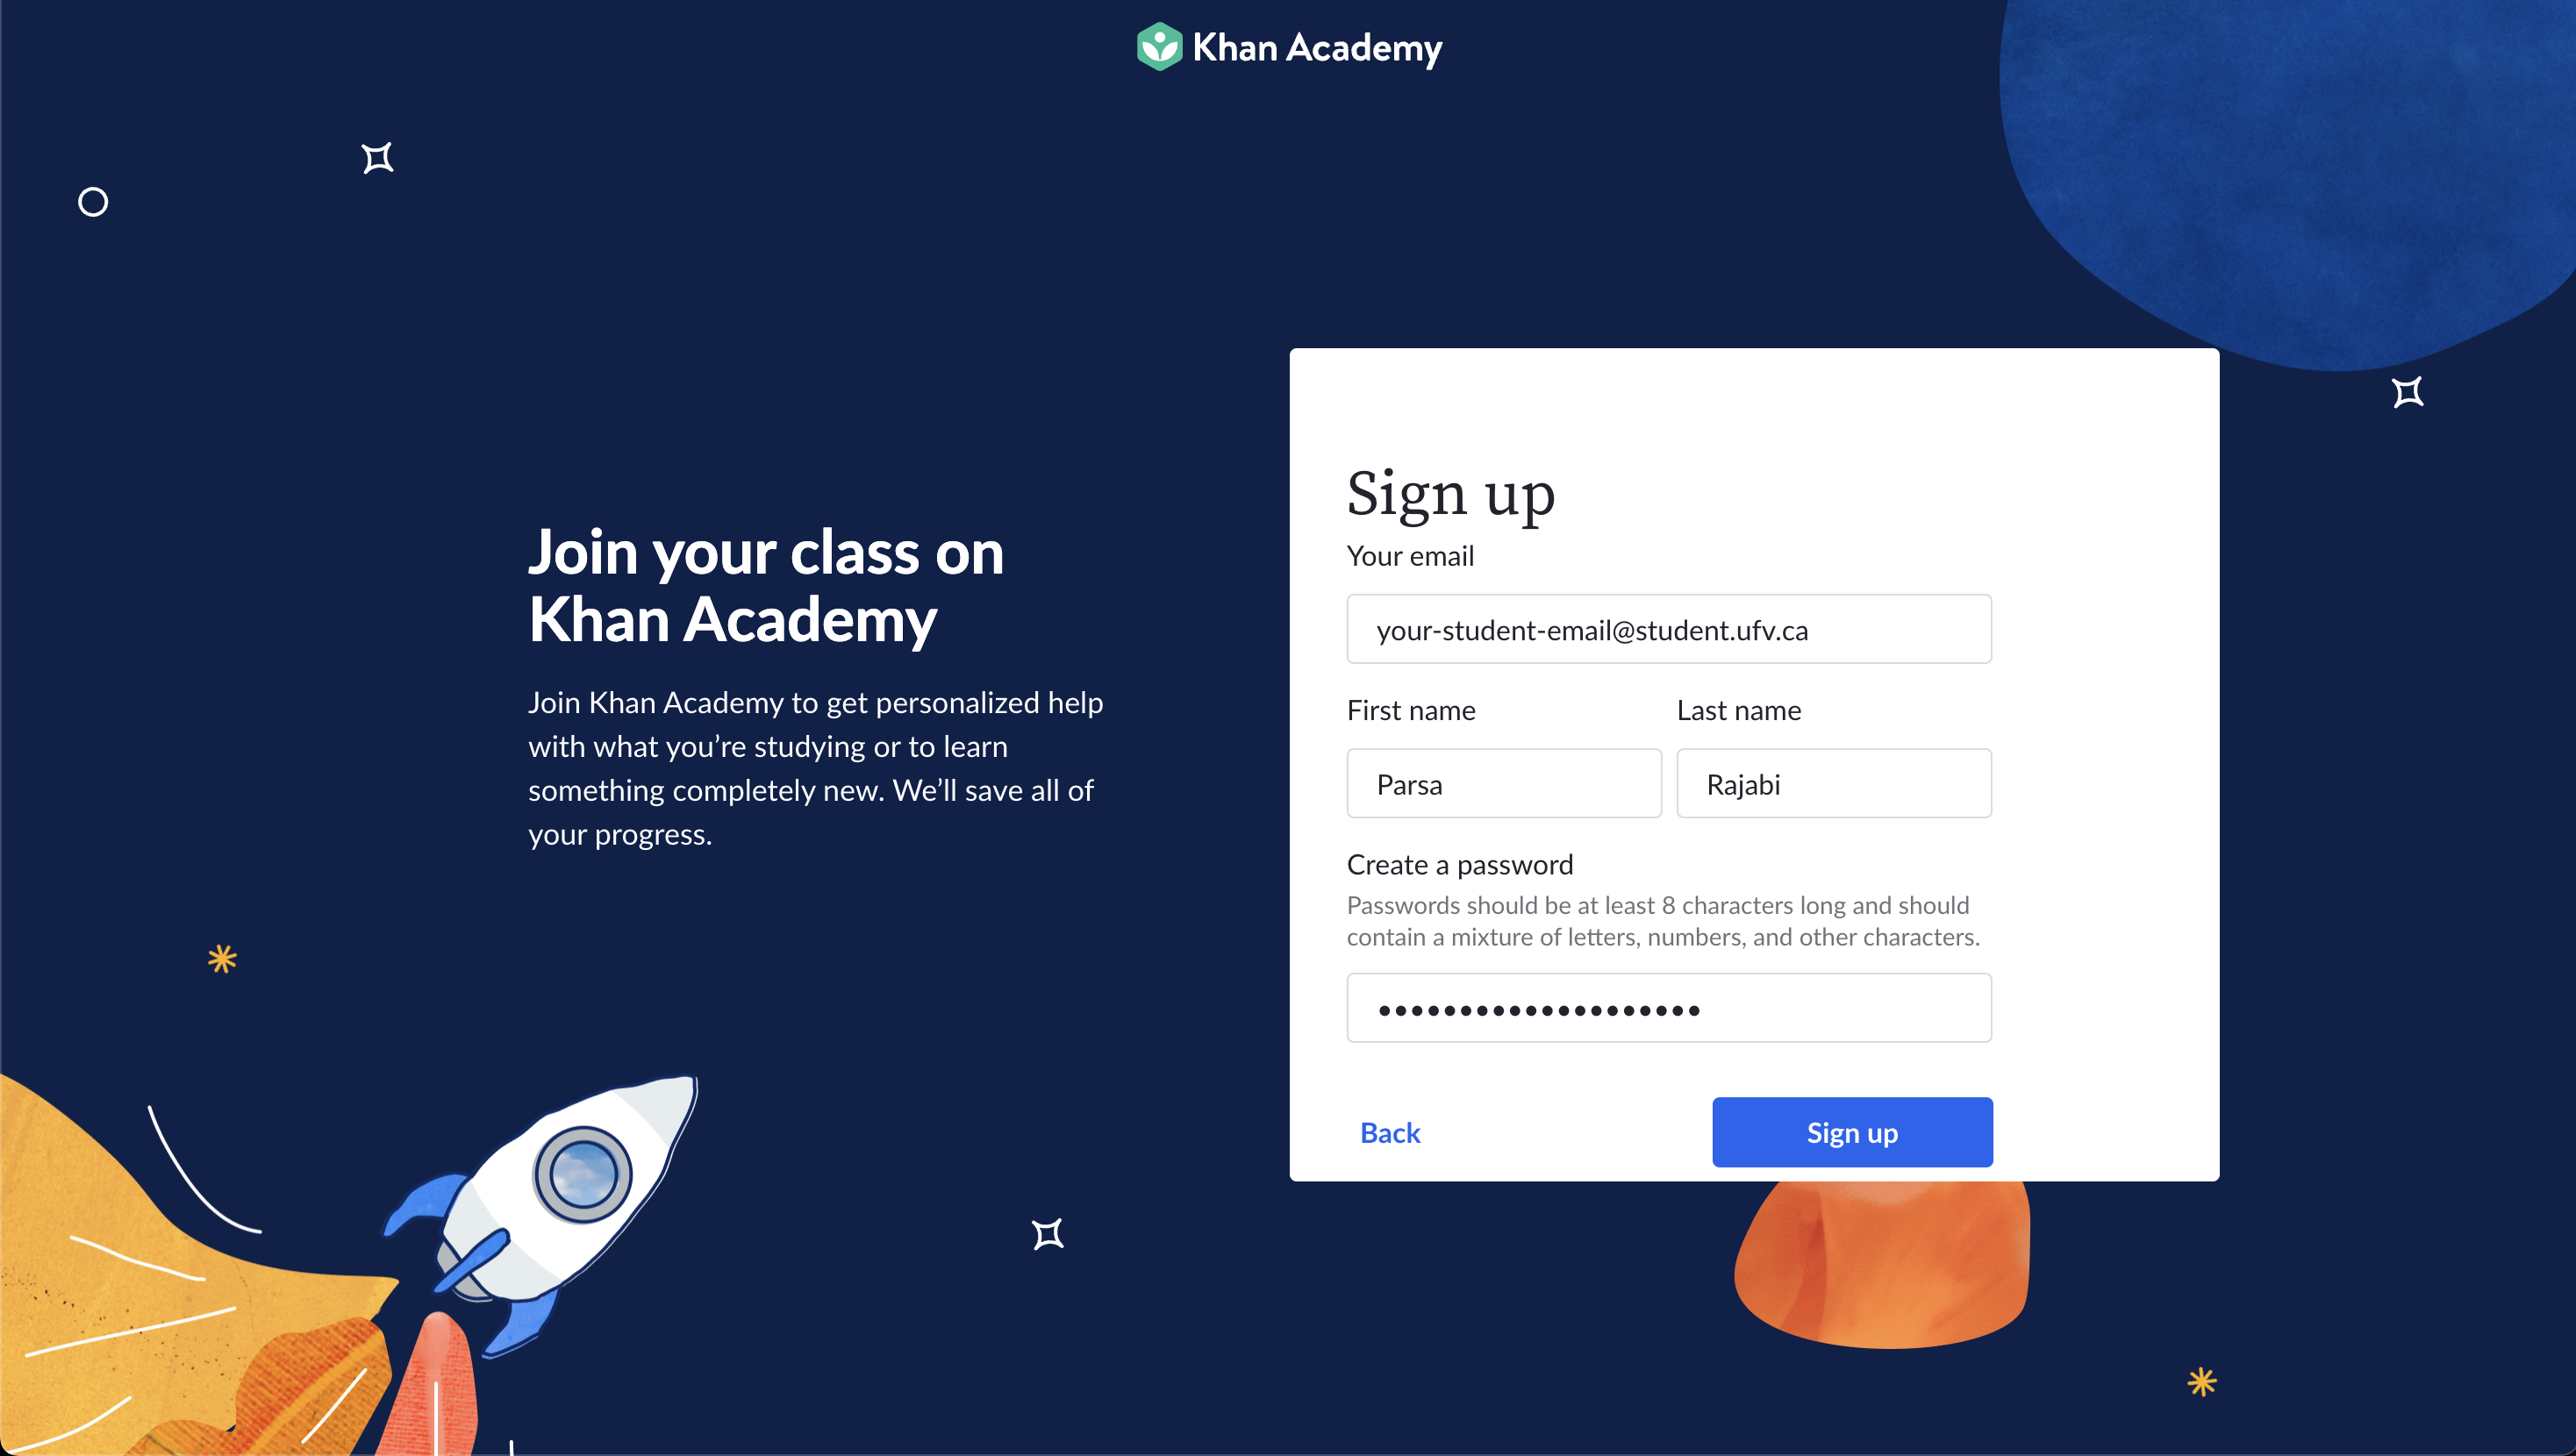 Khan Academy
Join your class on
Khan Academy
Join Khan Academy to get personalized help
with what you’re studying or to learn
something completely new. We’ll save all of
your progress.
Sign up
Your email
your-student-email@student.ufv.ca
First name
Last name
Parsa
Rajabi
Create a password
Passwords should be at least 8 characters long and should
contain a mixture of letters, numbers, and other characters.
••••••••••••••••••••
Back
Sign up